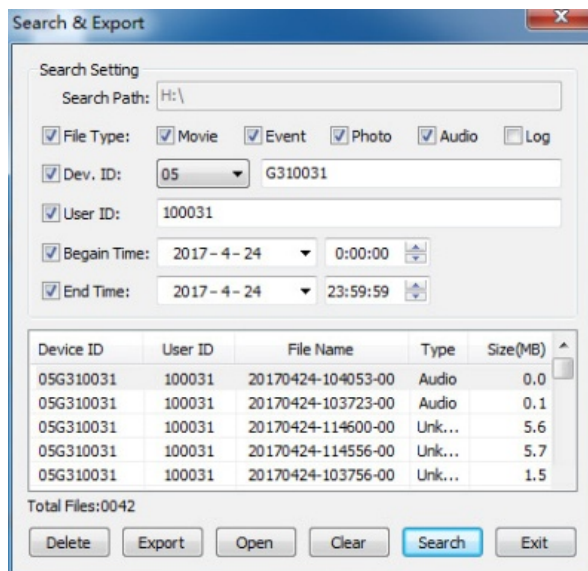 Search & Export
Search Setting
Search Path: H:\
File Type: Movie Event Photo Audio Log
Dev. ID: 05 G310031
User ID: 100031
Begain Time: 2017-4-24 0:00:00
End Time: 2017-4-24 23:59:59
Device ID User ID File Name Type Size(MB)
05G310031 100031 20170424-104053-00 Audio 0.0
05G310031 100031 20170424-103723-00 Audio 0.1
05G310031 100031 20170424-114600-00 Unk... 5.6
05G310031 100031 20170424-114556-00 Unk... 5.7
05G310031 100031 20170424-103756-00 Unk... 1.5
Total Files:0042
Delete Export Open Clear Search Exit